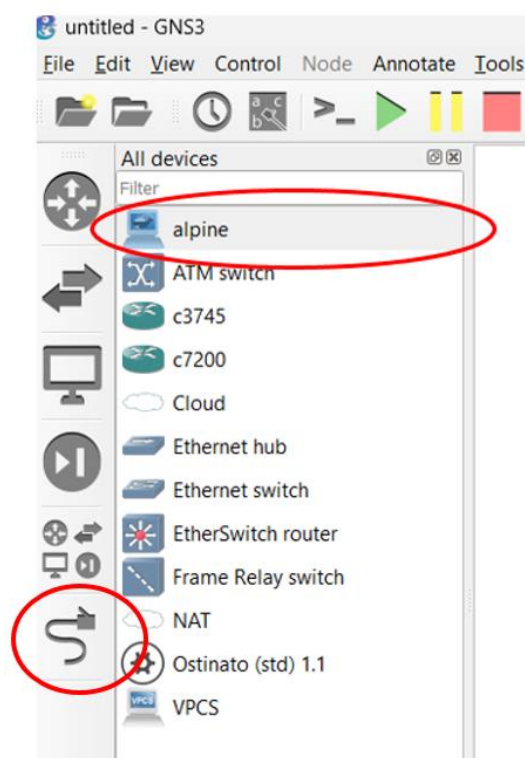 untitled - GNS3
File Edit View Control Node Annotate Tools
a c
b
All devices
Filter
alpine
ATM switch
c3745
c7200
Cloud
Ethernet hub
Ethernet switch
EtherSwitch router
Frame Relay switch
NAT
Ostinato (std) 1.1
VPCS
VPCS